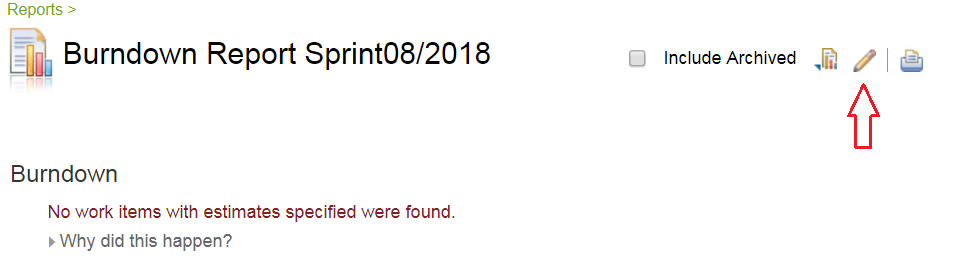 Reports >
Burndown Report Sprint08/2018
Include Archived
Burndown
No work items with estimates specified were found.
Why did this happen?